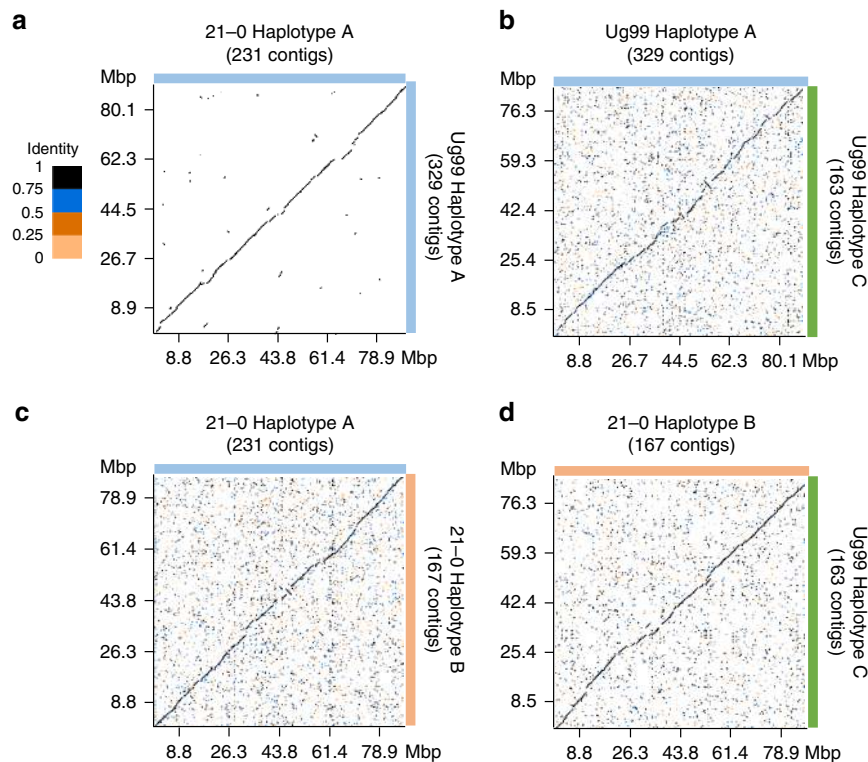 a
21–0 Haplotype A
(231 contigs)
Mbp
80.1
62.3
44.5
26.7
8.9
8.8 26.3 43.8 61.4 78.9 Mbp
Ug99 Haplotype A
(329 contigs)
Identity
1
0.75
0.5
0.25
0
b
Ug99 Haplotype A
(329 contigs)
Mbp
76.3
59.3
42.4
25.4
8.5
8.8 26.7 44.5 62.3 80.1 Mbp
Ug99 Haplotype C
(163 contigs)
c
21–0 Haplotype A
(231 contigs)
Mbp
78.9
61.4
43.8
26.3
8.8
8.8 26.3 43.8 61.4 78.9 Mbp
21–0 Haplotype B
(167 contigs)
d
21–0 Haplotype B
(167 contigs)
Mbp
76.3
59.3
42.4
25.4
8.5
8.8 26.3 43.8 61.4 78.9 Mbp
Ug99 Haplotype C
(163 contigs)